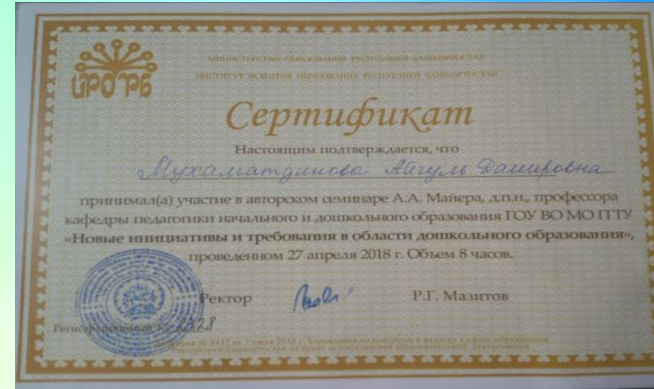 ИРО РБ
МИНИСТЕРСТВО ОБРАЗОВАНИЯ РЕСПУБЛИКИ БАШКОРТОСТАН
ИНСТИТУТ РАЗВИТИЯ ОБРАЗОВАНИЯ РЕСПУБЛИКИ БАШКОРТОСТАН
Сертификат
Настоящим подтверждается, что
Мухаматдинова Айгуль Дамировна
принимал(а) участие в авторском семинаре А.А. Майера, д.п.н., профессора
кафедры педагогики начального и дошкольного образования ГОУ ВО МО ГГТУ
«Новые инициативы и требования в области дошкольного образования»,
проведенном 27 апреля 2018 г. Объем 8 часов.
Ректор Р.Г. Мазитов